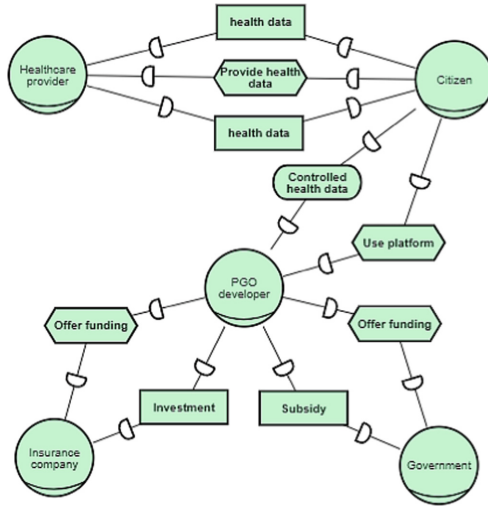 health data
Healthcare
provider
Provide health
data
Citizen
health data
Controlled
health data
Use platform
PGO
developer
Offer funding
Offer funding
Investment
Subsidy
Insurance
company
Government